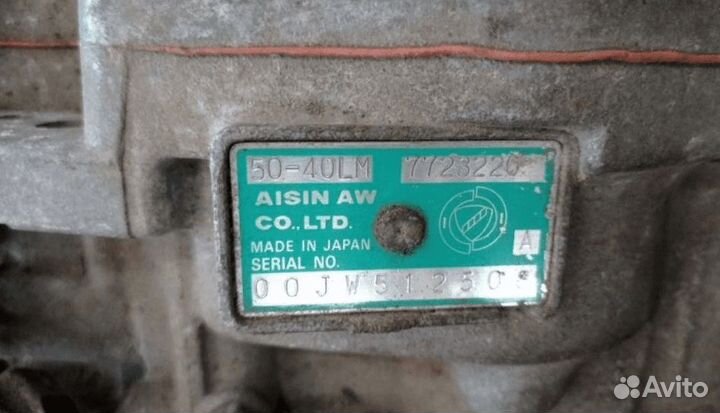 50-40LM 7723220
AISIN AW
CO.,LTD.
MADE IN JAPAN
SERIAL NO.
A
00JW51250
Avito